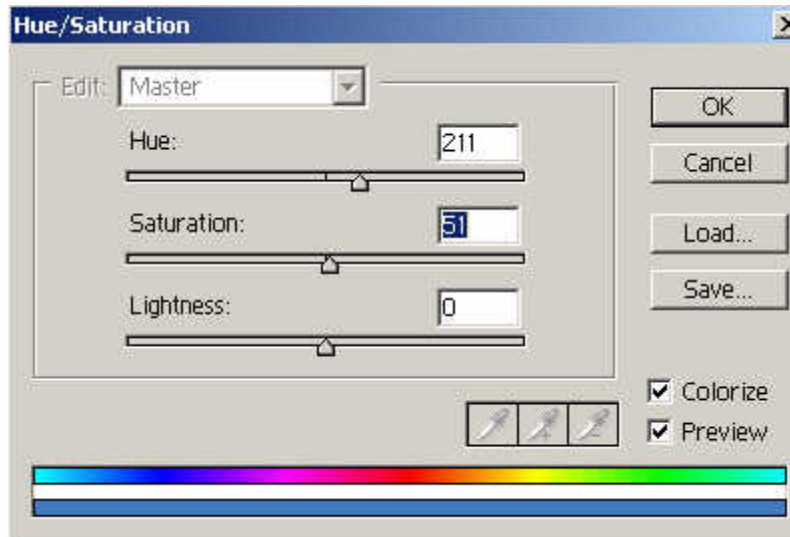 Hue/Saturation
Edit: Master
Hue: 211
Saturation: 51
Lightness: 0
OK
Cancel
Load...
Save...
Colorize
Preview